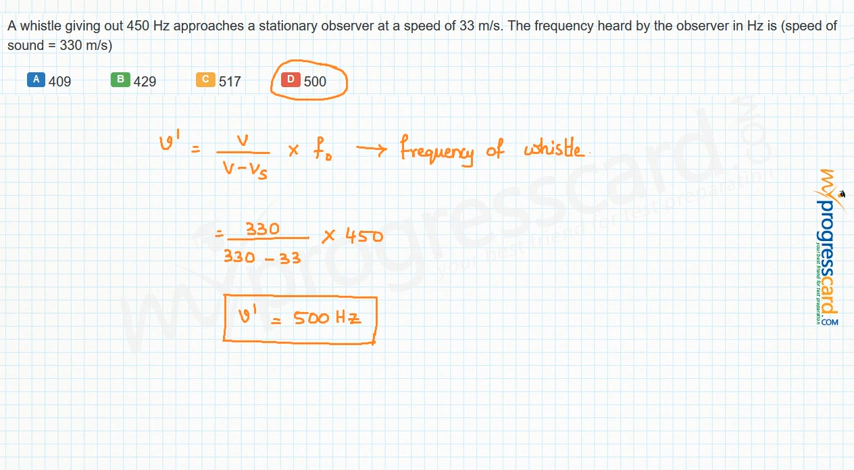 A whistle giving out 450 Hz approaches a stationary observer at a speed of 33 m/s. The frequency heard by the observer in Hz is (speed of
sound = 330 m/s)
A 409 B 429 C 517 D 500
υ' = V / (V - Vs) × f₀ → frequency of whistle.
= 330 / (330 - 33) × 450
υ' = 500 Hz
myprogresscard
.COM